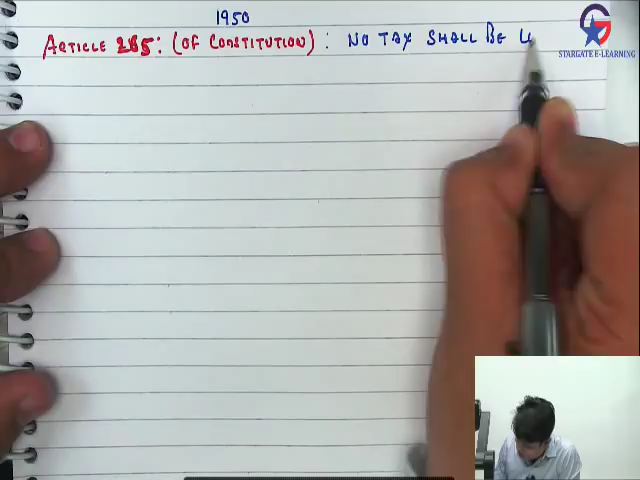 1950
ARTICLE 265: (OF CONSTITUTION) : NO TAX SHALL BE
STARGATE E-LEARNING